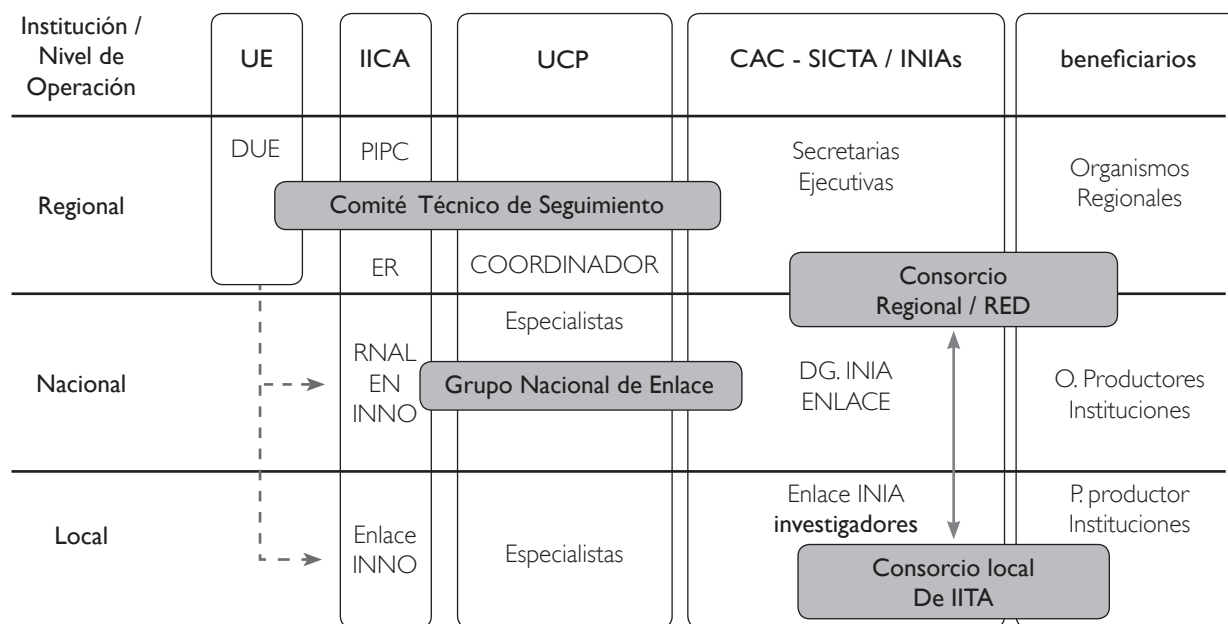 Institución /
Nivel de
Operación
UE
IICA
UCP
CAC - SICTA / INIAs
beneficiarios
Regional
DUE
PIPC
Secretarias
Ejecutivas
Organismos
Regionales
Comité Técnico de Seguimiento
ER
COORDINADOR
Consorcio
Regional / RED
Nacional
RNAL
EN
INNO
Especialistas
Grupo Nacional de Enlace
DG. INIA
ENLACE
O. Productores
Instituciones
Local
Enlace
INNO
Especialistas
Enlace INIA
investigadores
P. productor
Instituciones
Consorcio local
De IITA